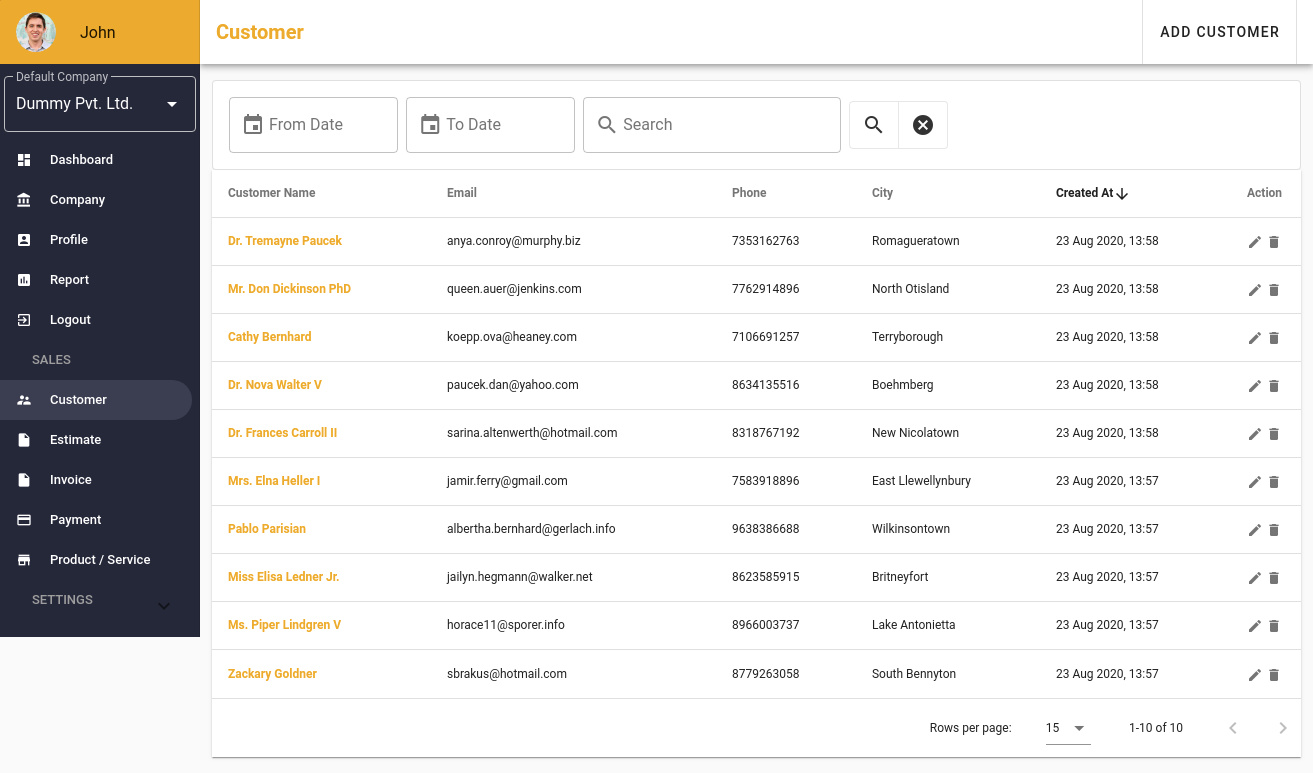 John
Customer
ADD CUSTOMER
Default Company
Dummy Pvt. Ltd.
Dashboard
Company
Profile
Report
Logout
SALES
Customer
Estimate
Invoice
Payment
Product / Service
SETTINGS
From Date To Date Search
Customer Name Email Phone City Created At Action
Dr. Tremayne Paucek anya.conroy@murphy.biz 7353162763 Romagueratown 23 Aug 2020, 13:58
Mr. Don Dickinson PhD queen.auer@jenkins.com 7762914896 North Otisland 23 Aug 2020, 13:58
Cathy Bernhard koepp.ova@heaney.com 7106691257 Terryborough 23 Aug 2020, 13:58
Dr. Nova Walter V paucek.dan@yahoo.com 8634135516 Boehmberg 23 Aug 2020, 13:58
Dr. Frances Carroll II sarina.altenwerth@hotmail.com 8318767192 New Nicolatown 23 Aug 2020, 13:58
Mrs. Elna Heller I jamir.ferry@gmail.com 7583918896 East Llewellynbury 23 Aug 2020, 13:57
Pablo Parisian albertha.bernhard@gerlach.info 9638386688 Wilkinsontown 23 Aug 2020, 13:57
Miss Elisa Ledner Jr. jailyn.hegmann@walker.net 8623585915 Britneyfort 23 Aug 2020, 13:57
Ms. Piper Lindgren V horace11@sporer.info 8966003737 Lake Antonietta 23 Aug 2020, 13:57
Zackary Goldner sbrakus@hotmail.com 8779263058 South Bennyton 23 Aug 2020, 13:57
Rows per page: 15 1-10 of 10